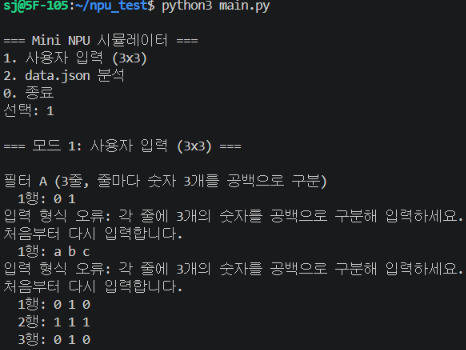 sj@5F-105:~/npu_test$ python3 main.py
=== Mini NPU 시뮬레이터 ===
1. 사용자 입력 (3x3)
2. data.json 분석
0. 종료
선택: 1
=== 모드 1: 사용자 입력 (3x3) ===
필터 A (3줄, 줄마다 숫자 3개를 공백으로 구분)
1행: 0 1
입력 형식 오류: 각 줄에 3개의 숫자를 공백으로 구분해 입력하세요.
처음부터 다시 입력합니다.
1행: a b c
입력 형식 오류: 각 줄에 3개의 숫자를 공백으로 구분해 입력하세요.
처음부터 다시 입력합니다.
1행: 0 1 0
2행: 1 1 1
3행: 0 1 0